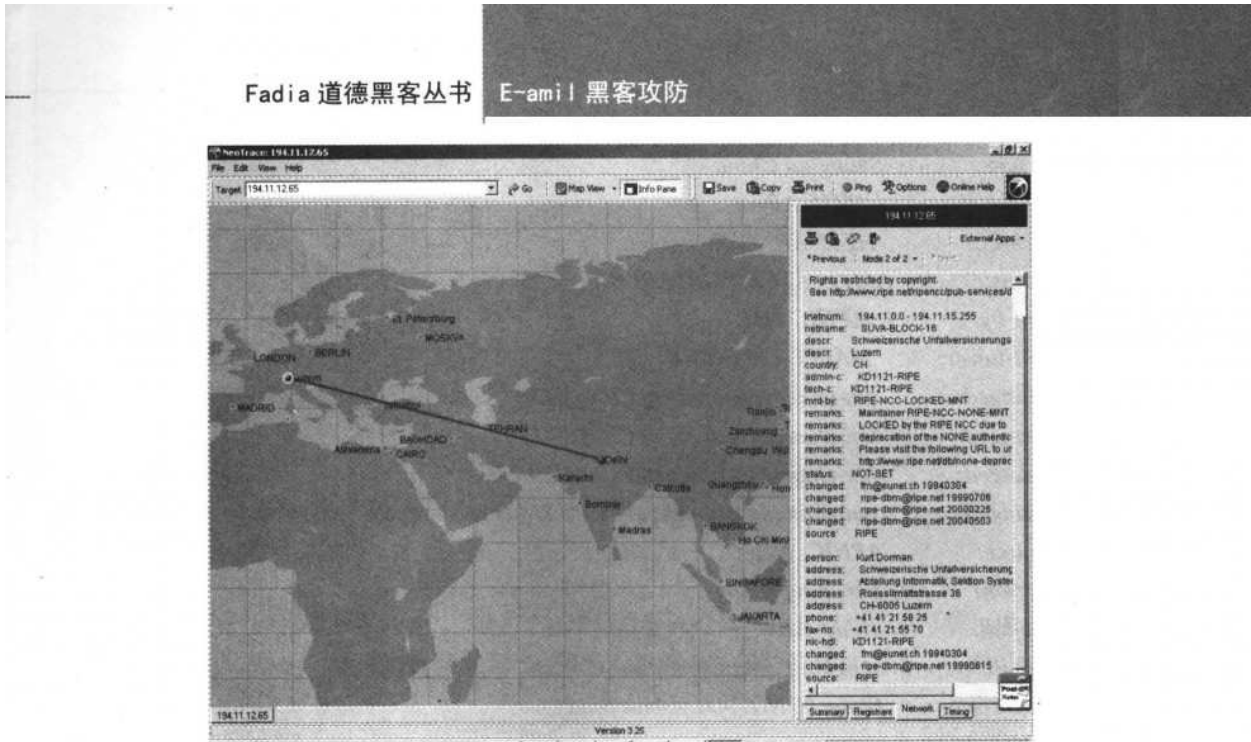 Fadia 道德黑客丛书 E-amil 黑客攻防
NeoTrace: 194.11.12.65
File Edit View Help
Target 194.11.12.65 Go Map View Info Pane Save Copy Print Ping Options Online Help
194.11.12.65
External Apps
Previous Node 2 of 2
Rights restricted by copyright.
See http://www.ripe.net/ripencc/pub-services/d
inetnum: 194.11.0.0 - 194.11.15.255
netname: SUVA-BLOCK-16
descr: Schweizerische Unfallversicherungs
descr: Luzern
country: CH
admin-c: KD1121-RIPE
tech-c: KD1121-RIPE
mnt-by: RIPE-NCC-LOCKED-MNT
remarks: Maintainer RIPE-NCC-NONE-MNT
remarks: LOCKED by the RIPE NCC due to
remarks: deprecation of the NONE authentic
remarks: Please visit the following URL to un
remarks: http://www.ripe.net/db/none-deprec
status: NOT-SET
changed: fm@eunet.ch 19940304
changed: ripe-dbm@ripe.net 19990706
changed: ripe-dbm@ripe.net 20000225
changed: ripe-dbm@ripe.net 20040503
source: RIPE
person: Kurt Dorman
address: Schweizerische Unfallversicherung
address: Abteilung Informatik, Sektion System
address: Roesslimattstrasse 38
address: CH-6005 Luzern
phone: +41 41 21 58 25
fax-no: +41 41 21 55 70
nic-hdl: KD1121-RIPE
changed: fm@eunet.ch 19940304
changed: ripe-dbm@ripe.net 19990615
source: RIPE
Summary Registrant Network Timing
St. Petersburg
MOSKVA
LONDON BERLIN
MADRID
TEHRAN
BAGHDAD
CAIRO
Delhi
Karachi
Calcutta
Bombay
Madras
Tianjin
Chengdu
Guangzhou
BANGKOK
Ho Chi Minh
SINGAPORE
JAKARTA
194.11.12.65
Version 3.25